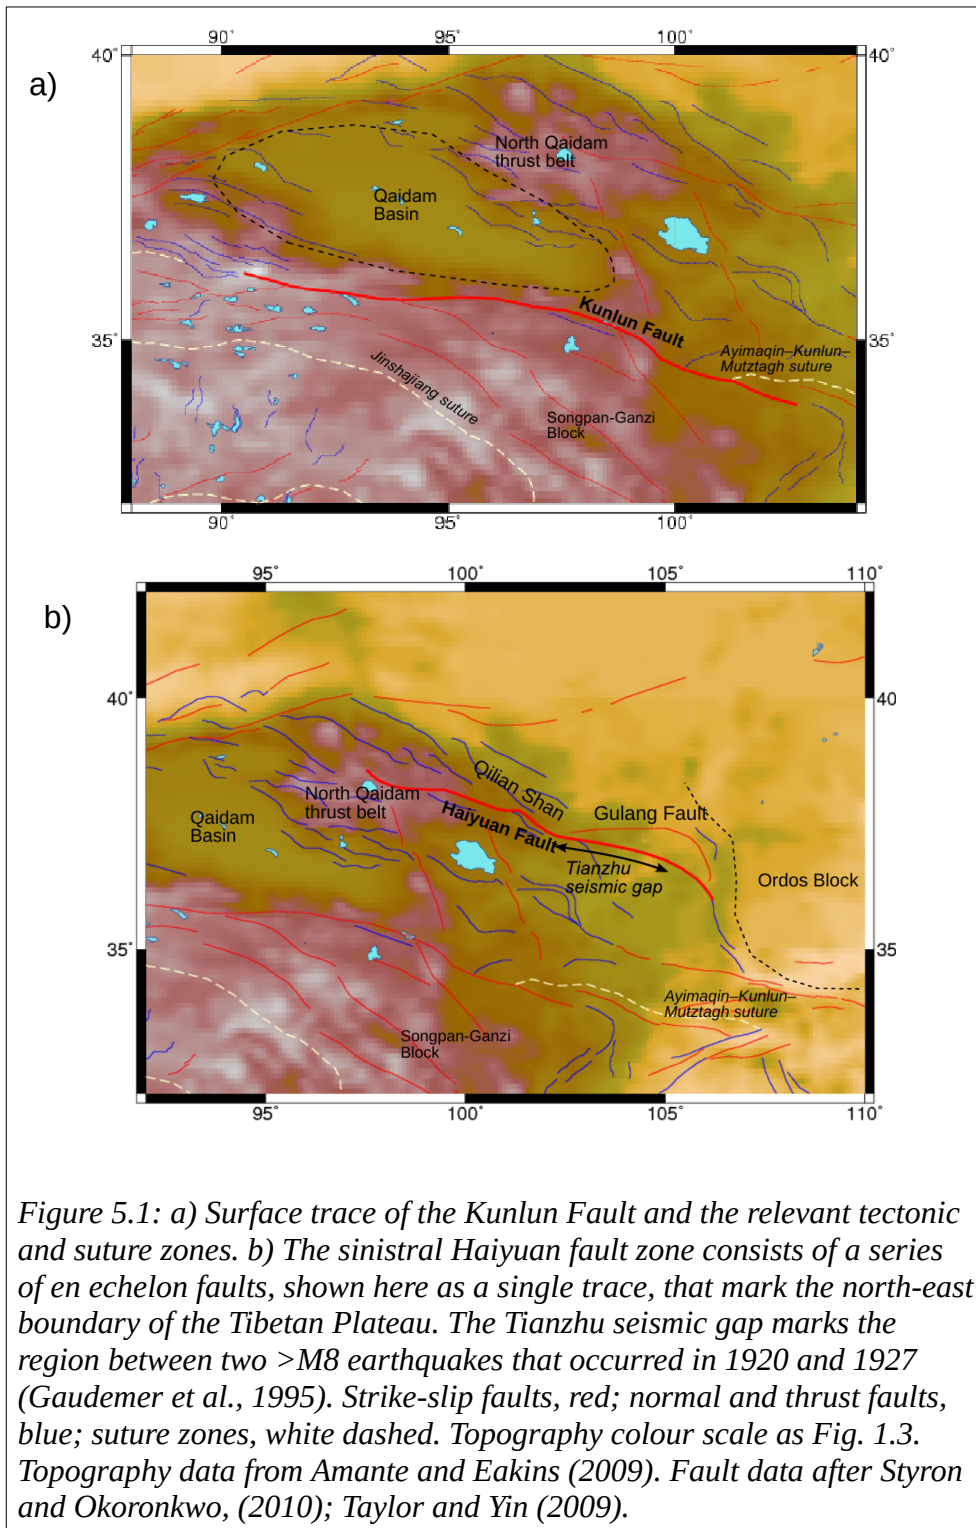 90° 95° 100°
40° 40°
a)
North Qaidam
thrust belt
Qaidam
Basin
Kunlun Fault
35° 35°
Ayimaqin–Kunlun–
Mutztagh suture
Jinshajiang suture
Songpan-Ganzi
Block
90° 95° 100°
95° 100° 105° 110°
b)
40° 40
Qilian Shan
North Qaidam
thrust belt
Gulang Fault
Haiyuan Fault
Qaidam
Basin
Tianzhu
seismic gap
Ordos Block
35° 35
Ayimaqin–Kunlun–
Mutztagh suture
Songpan-Ganzi
Block
95° 100° 105° 110°
Figure 5.1: a) Surface trace of the Kunlun Fault and the relevant tectonic
and suture zones. b) The sinistral Haiyuan fault zone consists of a series
of en echelon faults, shown here as a single trace, that mark the north-east
boundary of the Tibetan Plateau. The Tianzhu seismic gap marks the
region between two >M8 earthquakes that occurred in 1920 and 1927
(Gaudemer et al., 1995). Strike-slip faults, red; normal and thrust faults,
blue; suture zones, white dashed. Topography colour scale as Fig. 1.3.
Topography data from Amante and Eakins (2009). Fault data after Styron
and Okoronkwo, (2010); Taylor and Yin (2009).